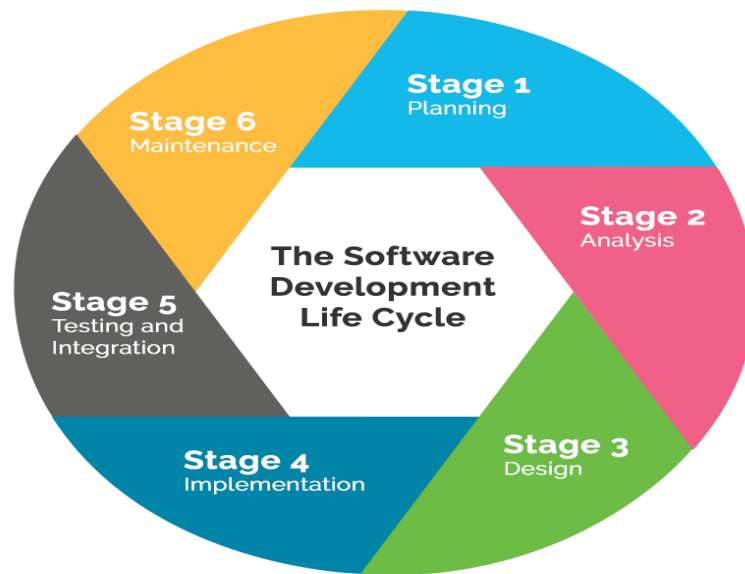 The Software
Development
Life Cycle
Stage 1
Planning
Stage 2
Analysis
Stage 3
Design
Stage 4
Implementation
Stage 5
Testing and
Integration
Stage 6
Maintenance